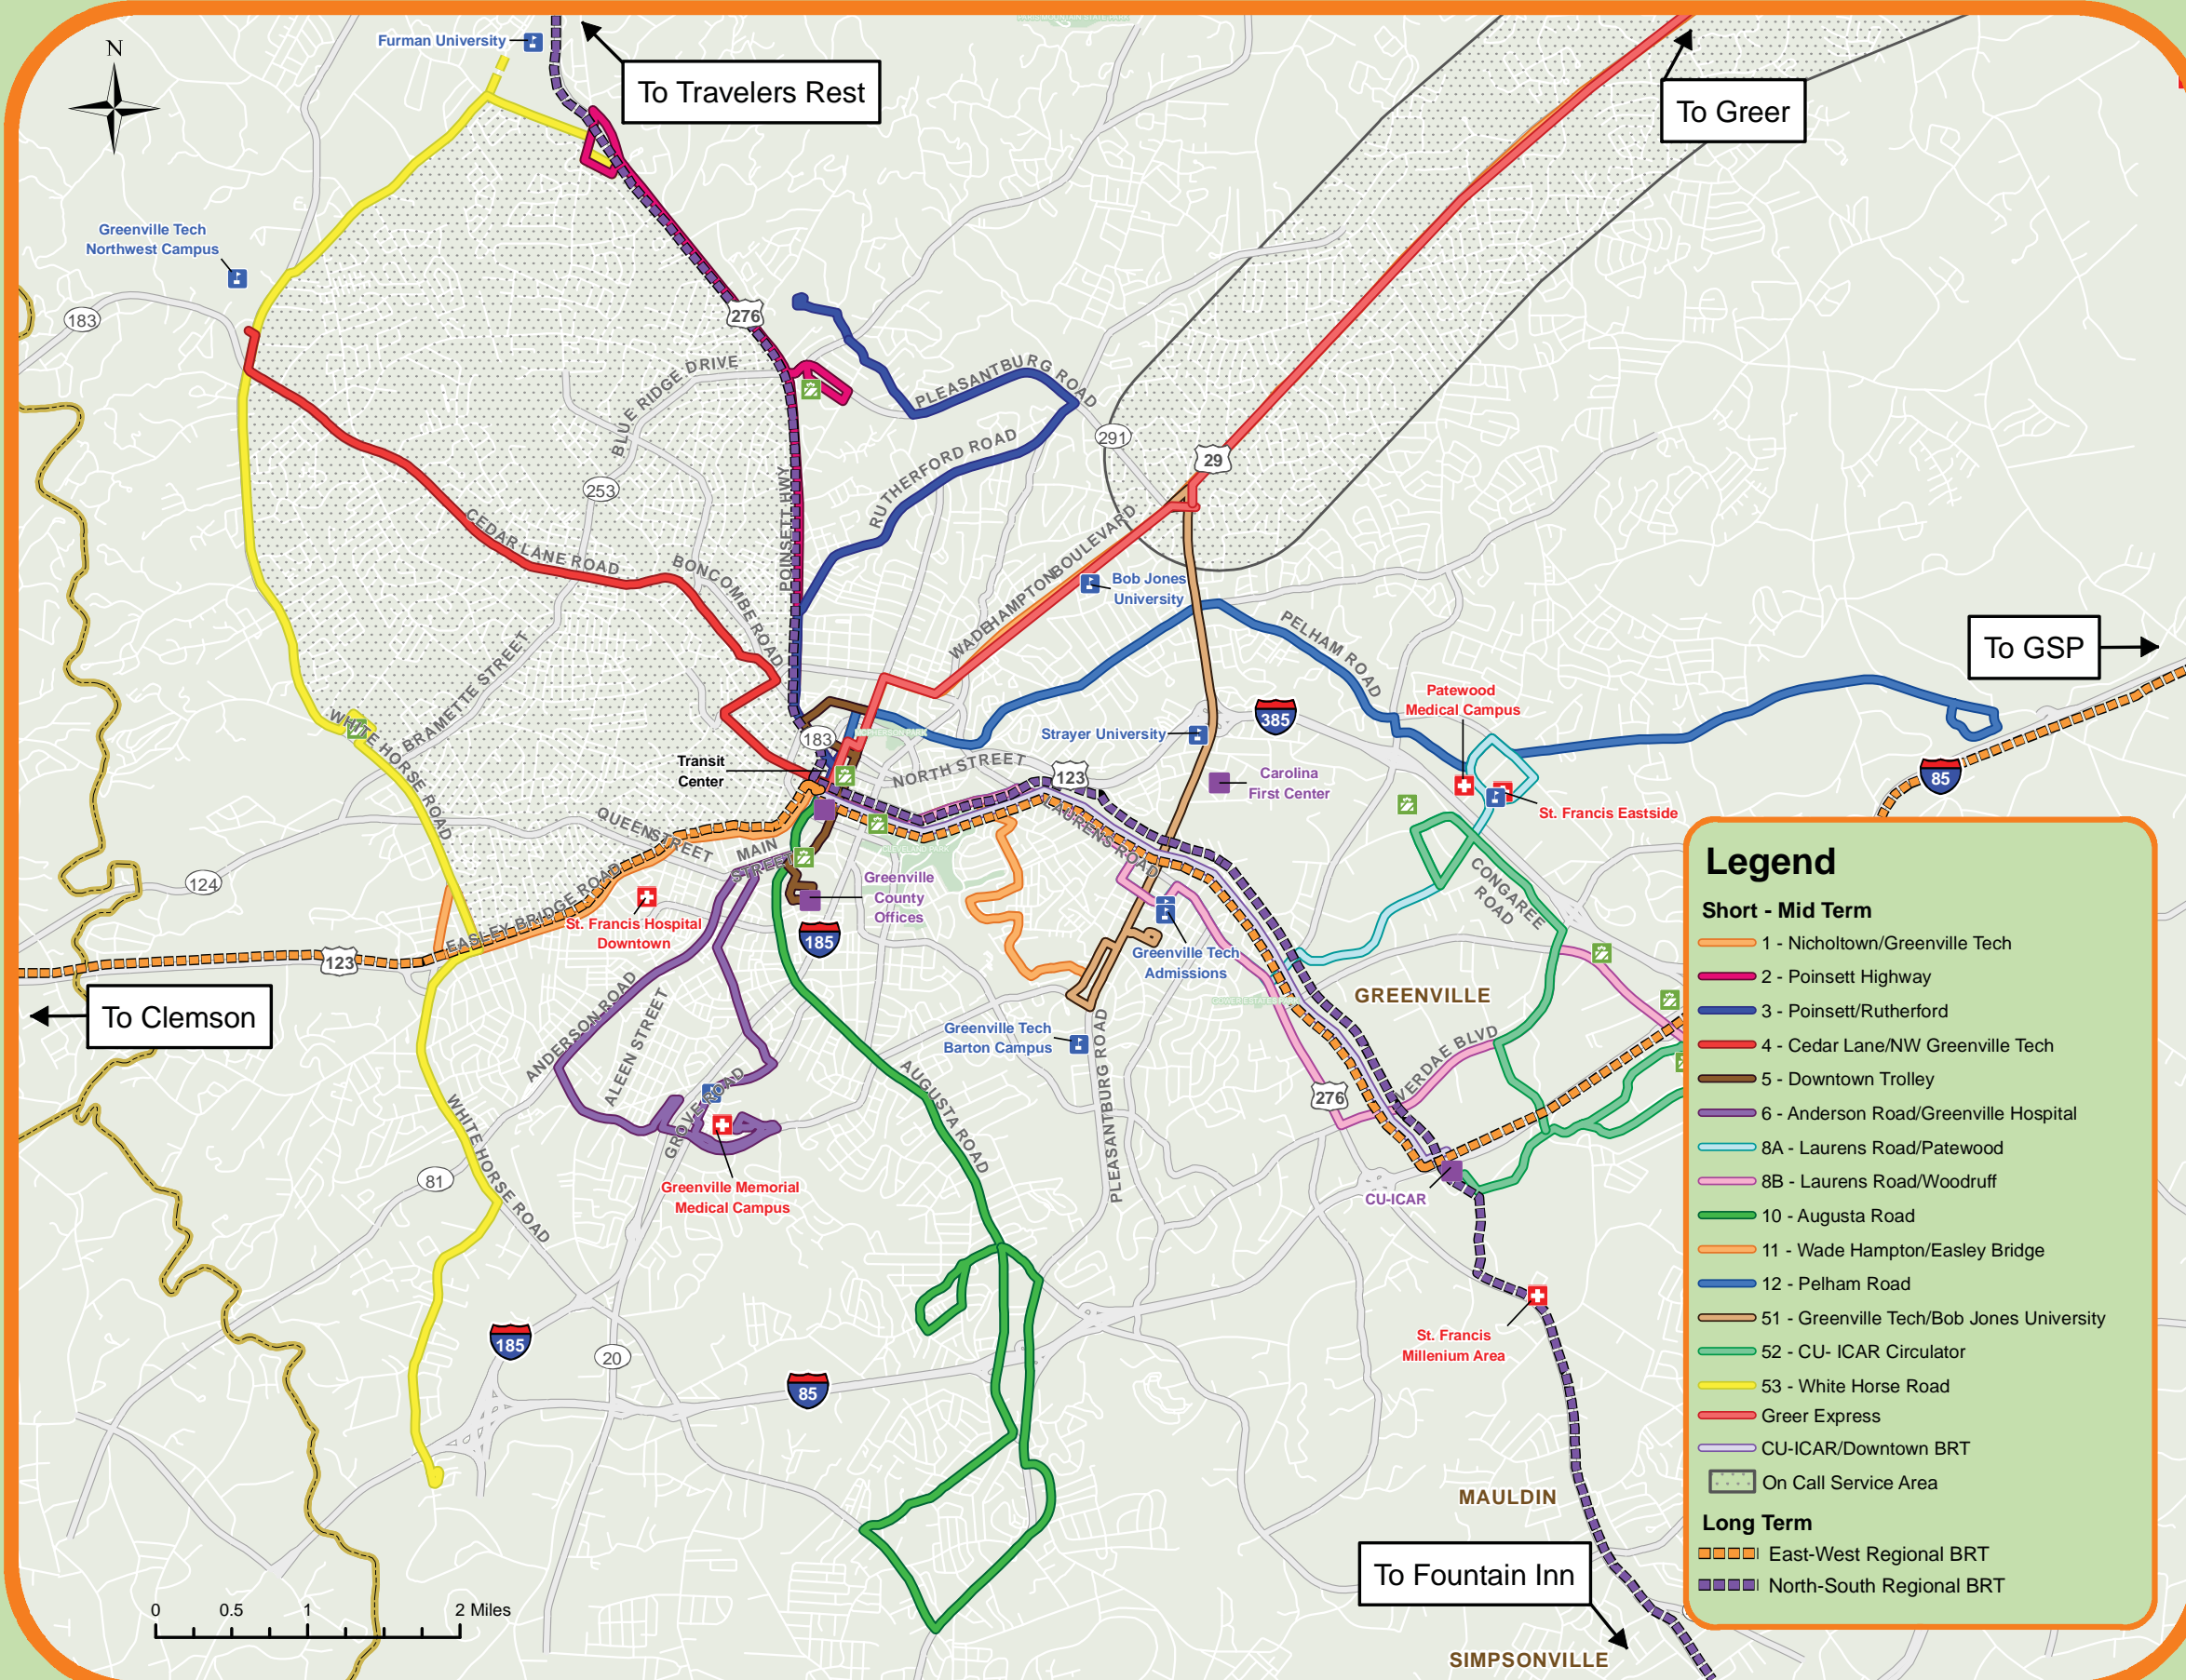 PARIS MOUNTAIN STATE PARK
N
Furman University
To Travelers Rest
To Greer
Greenville Tech
Northwest Campus
183
276
BLUE RIDGE DRIVE
PLEASANTBURG ROAD
291
29
253
RUTHERFORD ROAD
POINSETT HWY
CEDAR LANE ROAD
BONCOMBE ROAD
WADE HAMPTON BOULEVARD
Bob Jones
University
PELHAM ROAD
To GSP
BRAMETTE STREET
WHITE HORSE ROAD
Patewood
Medical Campus
385
183
Strayer University
Transit
Center
NORTH STREET
123
Carolina
First Center
85
St. Francis Eastside
QUEEN STREET
MAIN
STREET
LAURENS ROAD
CLEVELAND PARK
CONGAREE
ROAD
124
EASLEY BRIDGE ROAD
St. Francis Hospital
Downtown
Greenville
County
Offices
185
Greenville Tech
Admissions
123
To Clemson
GREENVILLE
ANDERSON ROAD
ALEEN STREET
Greenville Tech
Barton Campus
PLEASANTBURG ROAD
VERDAE BLVD
276
GROVE ROAD
AUGUSTA ROAD
WHITE HORSE ROAD
81
Greenville Memorial
Medical Campus
CU-ICAR
St. Francis
Millenium Area
185
20
85
MAULDIN
To Fountain Inn
SIMPSONVILLE
0 0.5 1 2 Miles
Legend
Short - Mid Term
1 - Nicholtown/Greenville Tech
2 - Poinsett Highway
3 - Poinsett/Rutherford
4 - Cedar Lane/NW Greenville Tech
5 - Downtown Trolley
6 - Anderson Road/Greenville Hospital
8A - Laurens Road/Patewood
8B - Laurens Road/Woodruff
10 - Augusta Road
11 - Wade Hampton/Easley Bridge
12 - Pelham Road
51 - Greenville Tech/Bob Jones University
52 - CU- ICAR Circulator
53 - White Horse Road
Greer Express
CU-ICAR/Downtown BRT
On Call Service Area
Long Term
East-West Regional BRT
North-South Regional BRT